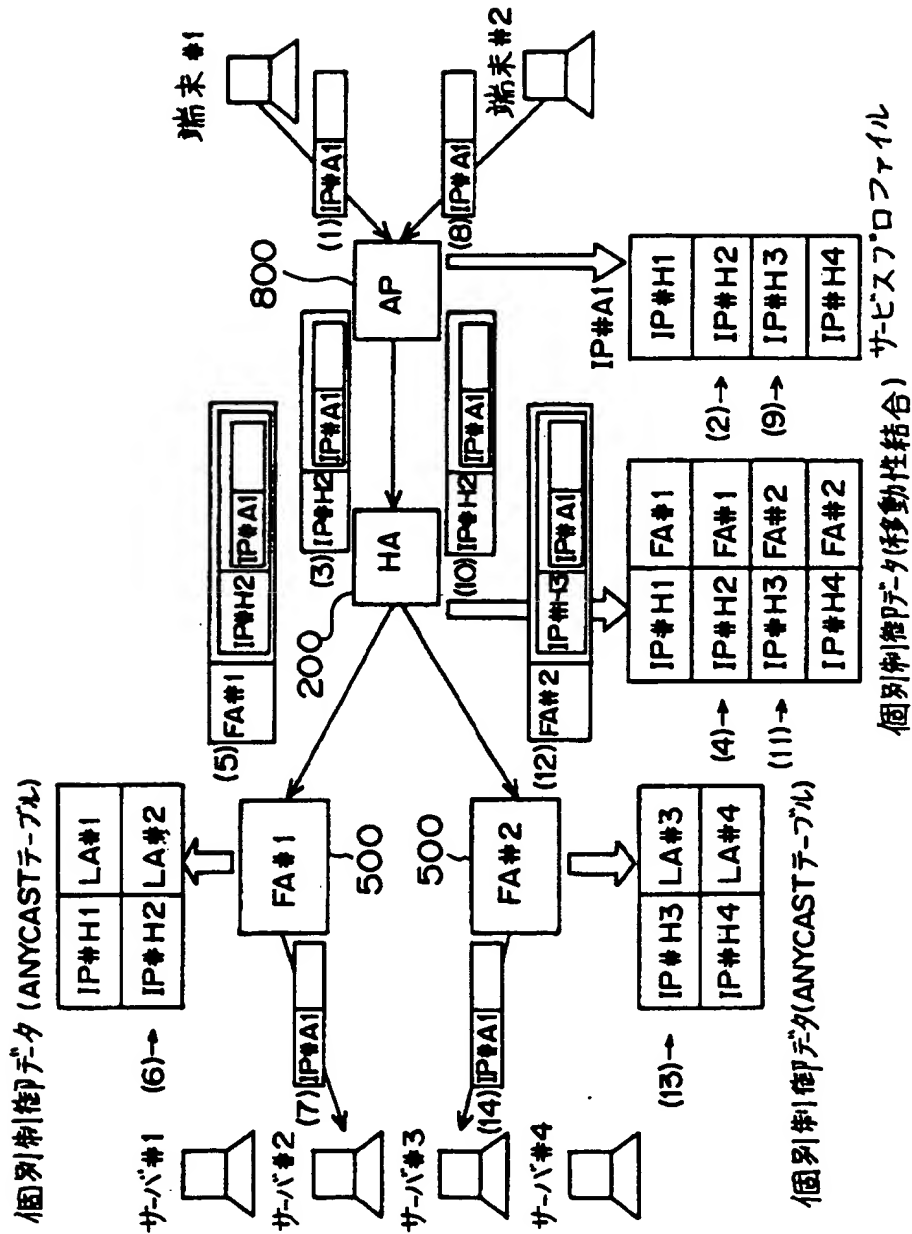 個別制御データ (ANYCASTテーブル)
IP#H1 LA#1
IP#H2 LA#2
(6)→
サーバ#1
サーバ#2
サーバ#3
サーバ#4
(7) IP#A1
(14) IP#A1
FA#1
500
FA#2
500
(13)→
IP#H3 LA#3
IP#H4 LA#4
個別制御データ(ANYCASTテーブル)
(5) FA#1 IP#H2 IP#A1
(12) FA#2 IP#H3 IP#A1
HA
200
(3) IP#H2 IP#A1
(10) IP#H2 IP#A1
(4)→
(11)→
IP#H1 FA#1
IP#H2 FA#1
IP#H3 FA#2
IP#H4 FA#2
個別制御データ(移動性結合)
AP
800
(1) IP#A1
(8) IP#A1
端末#1
端末#2
IP#A1
(2)→
(9)→
IP#H1
IP#H2
IP#H3
IP#H4
サービスプロファイル